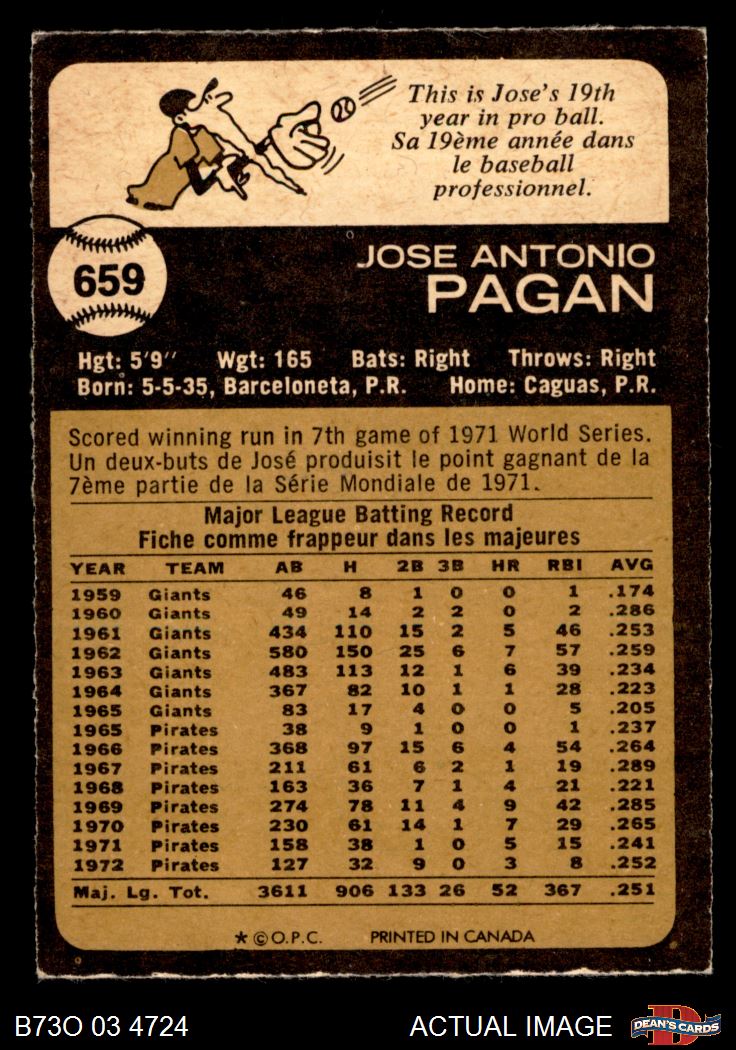 This is Jose's 19th
year in pro ball.
Sa 19ème année dans
le baseball
professionnel.
659
JOSE ANTONIO
PAGAN
Hgt: 5'9" Wgt: 165 Bats: Right Throws: Right
Born: 5-5-35, Barceloneta, P.R. Home: Caguas, P.R.
Scored winning run in 7th game of 1971 World Series.
Un deux-buts de José produisit le point gagnant de la
7ème partie de la Série Mondiale de 1971.
Major League Batting Record
Fiche comme frappeur dans les majeures
YEAR TEAM AB H 2B 3B HR RBI AVG
1959 Giants 46 8 1 0 0 1 .174
1960 Giants 49 14 2 2 0 2 .286
1961 Giants 434 110 15 2 5 46 .253
1962 Giants 580 150 25 6 7 57 .259
1963 Giants 483 113 12 1 6 39 .234
1964 Giants 367 82 10 1 1 28 .223
1965 Giants 83 17 4 0 0 5 .205
1965 Pirates 38 9 1 0 0 1 .237
1966 Pirates 368 97 15 6 4 54 .264
1967 Pirates 211 61 6 2 1 19 .289
1968 Pirates 163 36 7 1 4 21 .221
1969 Pirates 274 78 11 4 9 42 .285
1970 Pirates 230 61 14 1 7 29 .265
1971 Pirates 158 38 1 0 5 15 .241
1972 Pirates 127 32 9 0 3 8 .252
Maj. Lg. Tot. 3611 906 133 26 52 367 .251
* © O.P.C. PRINTED IN CANADA
B73O 03 4724 ACTUAL IMAGE D DEAN'S CARDS